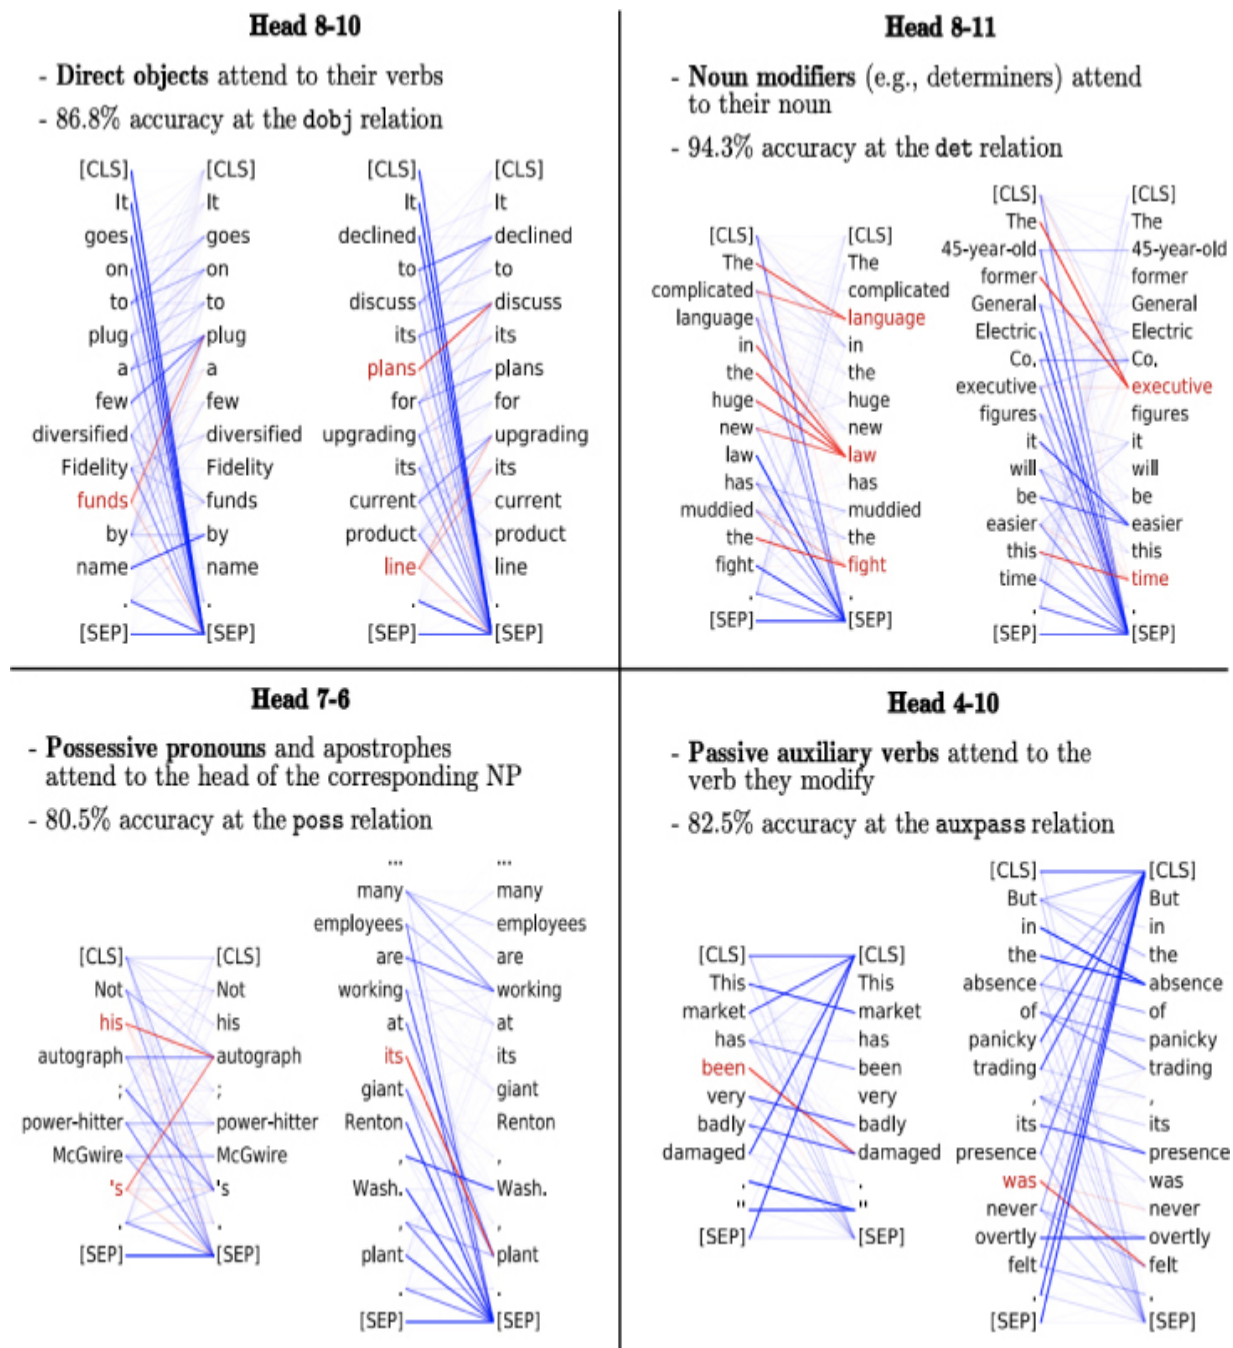 Head 8-10
- Direct objects attend to their verbs
- 86.8% accuracy at the dobj relation
[CLS] [CLS] [CLS] [CLS]
It It It It
goes goes declined declined
on on to to
to to discuss discuss
plug plug its its
a a plans plans
few few for for
diversified diversified upgrading upgrading
Fidelity Fidelity its its
funds funds current current
by by product product
name name line line
. . . .
[SEP] [SEP] [SEP] [SEP]
Head 8-11
- Noun modifiers (e.g., determiners) attend
to their noun
- 94.3% accuracy at the det relation
[CLS] [CLS]
The The
complicated complicated
language language
in in
the the
huge huge
new new
law law
has has
muddied muddied
the the
fight fight
. .
[SEP] [SEP]
[CLS] [CLS]
The The
45-year-old 45-year-old
former former
General General
Electric Electric
Co. Co.
executive executive
figures figures
it it
will will
be be
easier easier
this this
time time
. .
[SEP] [SEP]
Head 7-6
- Possessive pronouns and apostrophes
attend to the head of the corresponding NP
- 80.5% accuracy at the poss relation
[CLS] [CLS]
Not Not
his his
autograph autograph
; ;
power-hitter power-hitter
McGwire McGwire
's 's
. .
[SEP] [SEP]
... ...
many many
employees employees
are are
working working
at at
its its
giant giant
Renton Renton
, ,
Wash. Wash.
, ,
plant plant
. .
[SEP] [SEP]
Head 4-10
- Passive auxiliary verbs attend to the
verb they modify
- 82.5% accuracy at the auxpass relation
[CLS] [CLS]
This This
market market
has has
been been
very very
badly badly
damaged damaged
. .
" "
[SEP] [SEP]
[CLS] [CLS]
But But
in in
the the
absence absence
of of
panicky panicky
trading trading
, ,
its its
presence presence
was was
never never
overtly overtly
felt felt
. .
[SEP] [SEP]